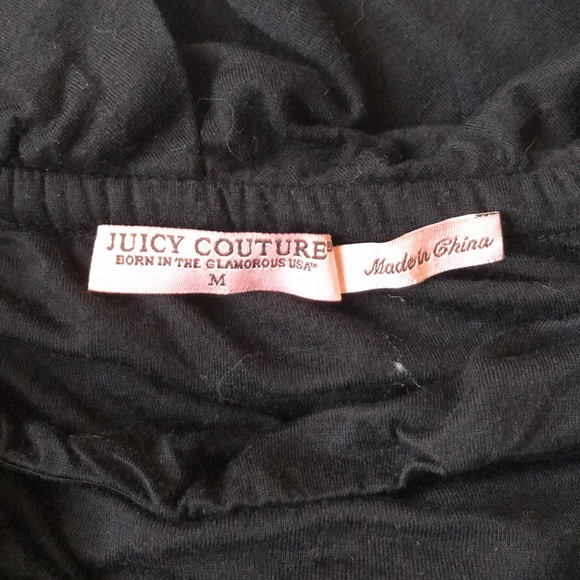 JUICY COUTURE®
BORN IN THE GLAMOROUS USA™
M
Made in China